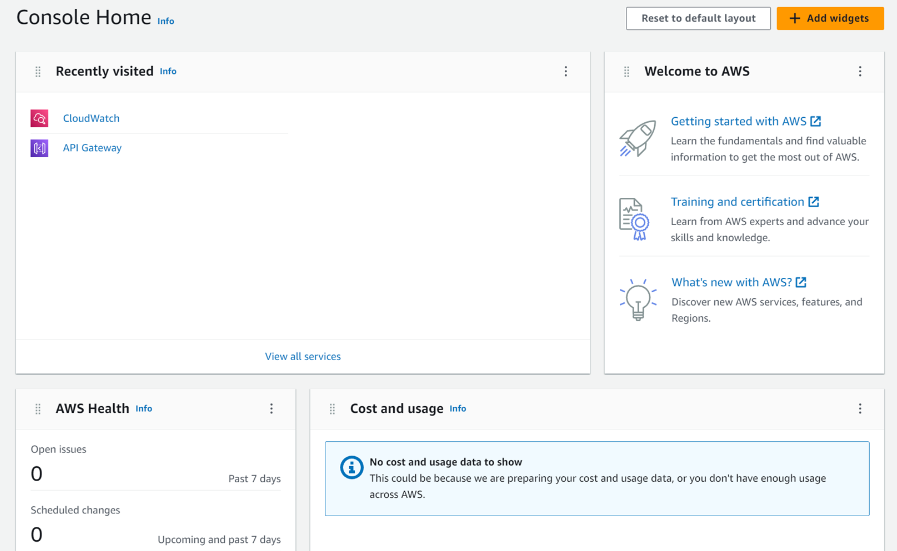 Console Home Info
Reset to default layout
Add widgets
Recently visited Info
CloudWatch
API Gateway
View all services
Welcome to AWS
Getting started with AWS
Learn the fundamentals and find valuable
information to get the most out of AWS.
Training and certification
Learn from AWS experts and advance your
skills and knowledge.
What's new with AWS?
Discover new AWS services, features, and
Regions.
AWS Health Info
Open issues
0 Past 7 days
Scheduled changes
0 Upcoming and past 7 days
Cost and usage Info
No cost and usage data to show
This could be because we are preparing your cost and usage data, or you don't have enough usage
across AWS.